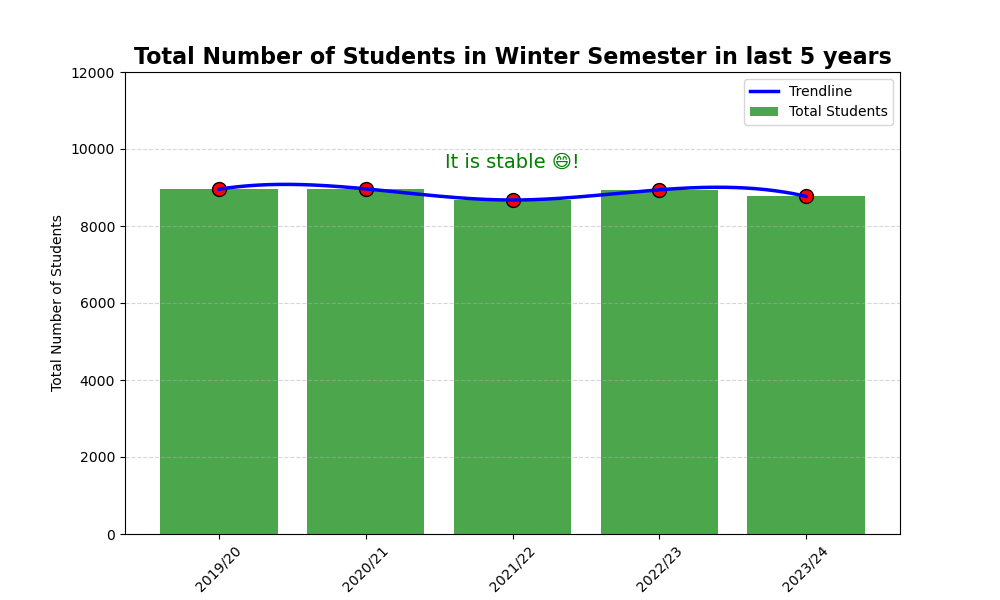 Total Number of Students in Winter Semester in last 5 years
12000
10000
8000
6000
4000
2000
0
Total Number of Students
Trendline
Total Students
It is stable 😄!
2019/20
2020/21
2021/22
2022/23
2023/24